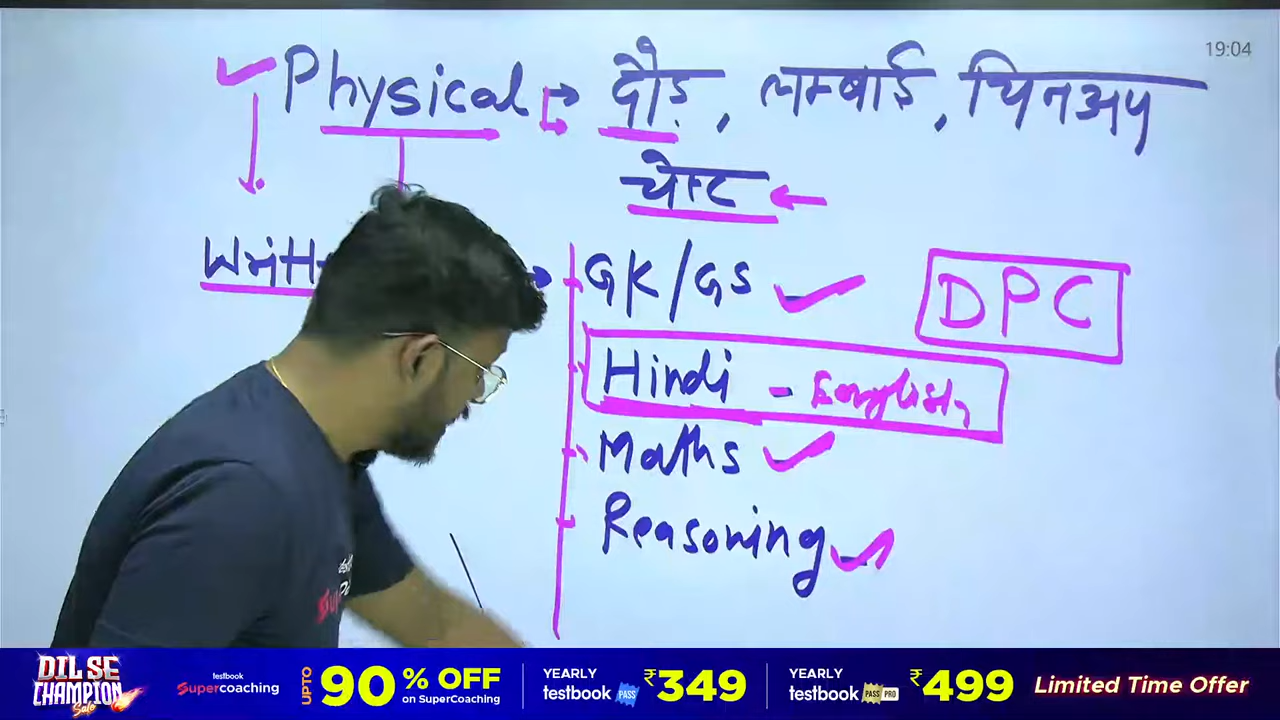 19:04
Physical → दौड़, लम्बाई, चिनअप
चेस्ट
GK/GS
DPC
Hindi - English
Maths
Reasoning
DIL SE CHAMPION Sale
testbook Supercoaching
UPTO 90% OFF on SuperCoaching
YEARLY testbook PASS ₹349
YEARLY testbook PASS PRO ₹499
Limited Time Offer